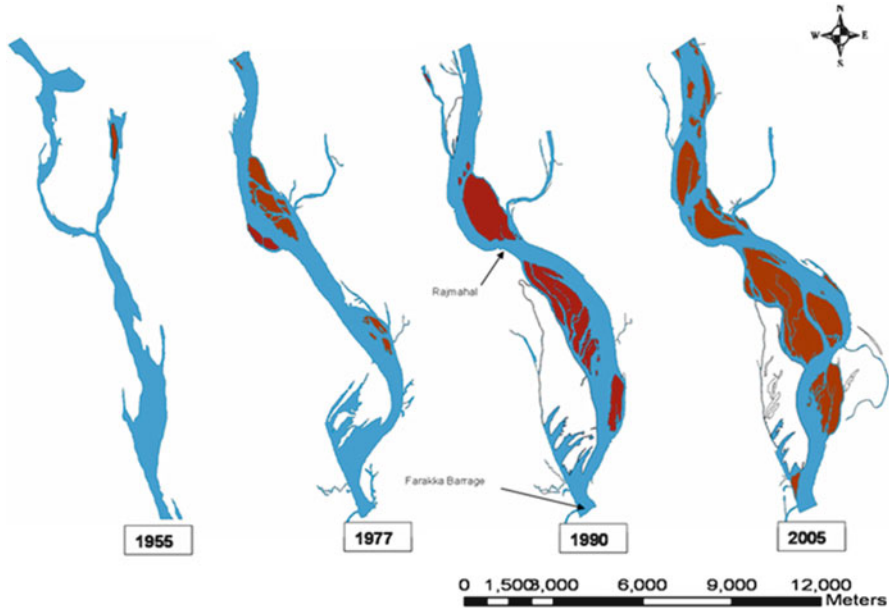 N
W E
S
Rajmahal
Farakka Barrage
1955
1977
1990
2005
0 1,500 3,000 6,000 9,000 12,000
Meters